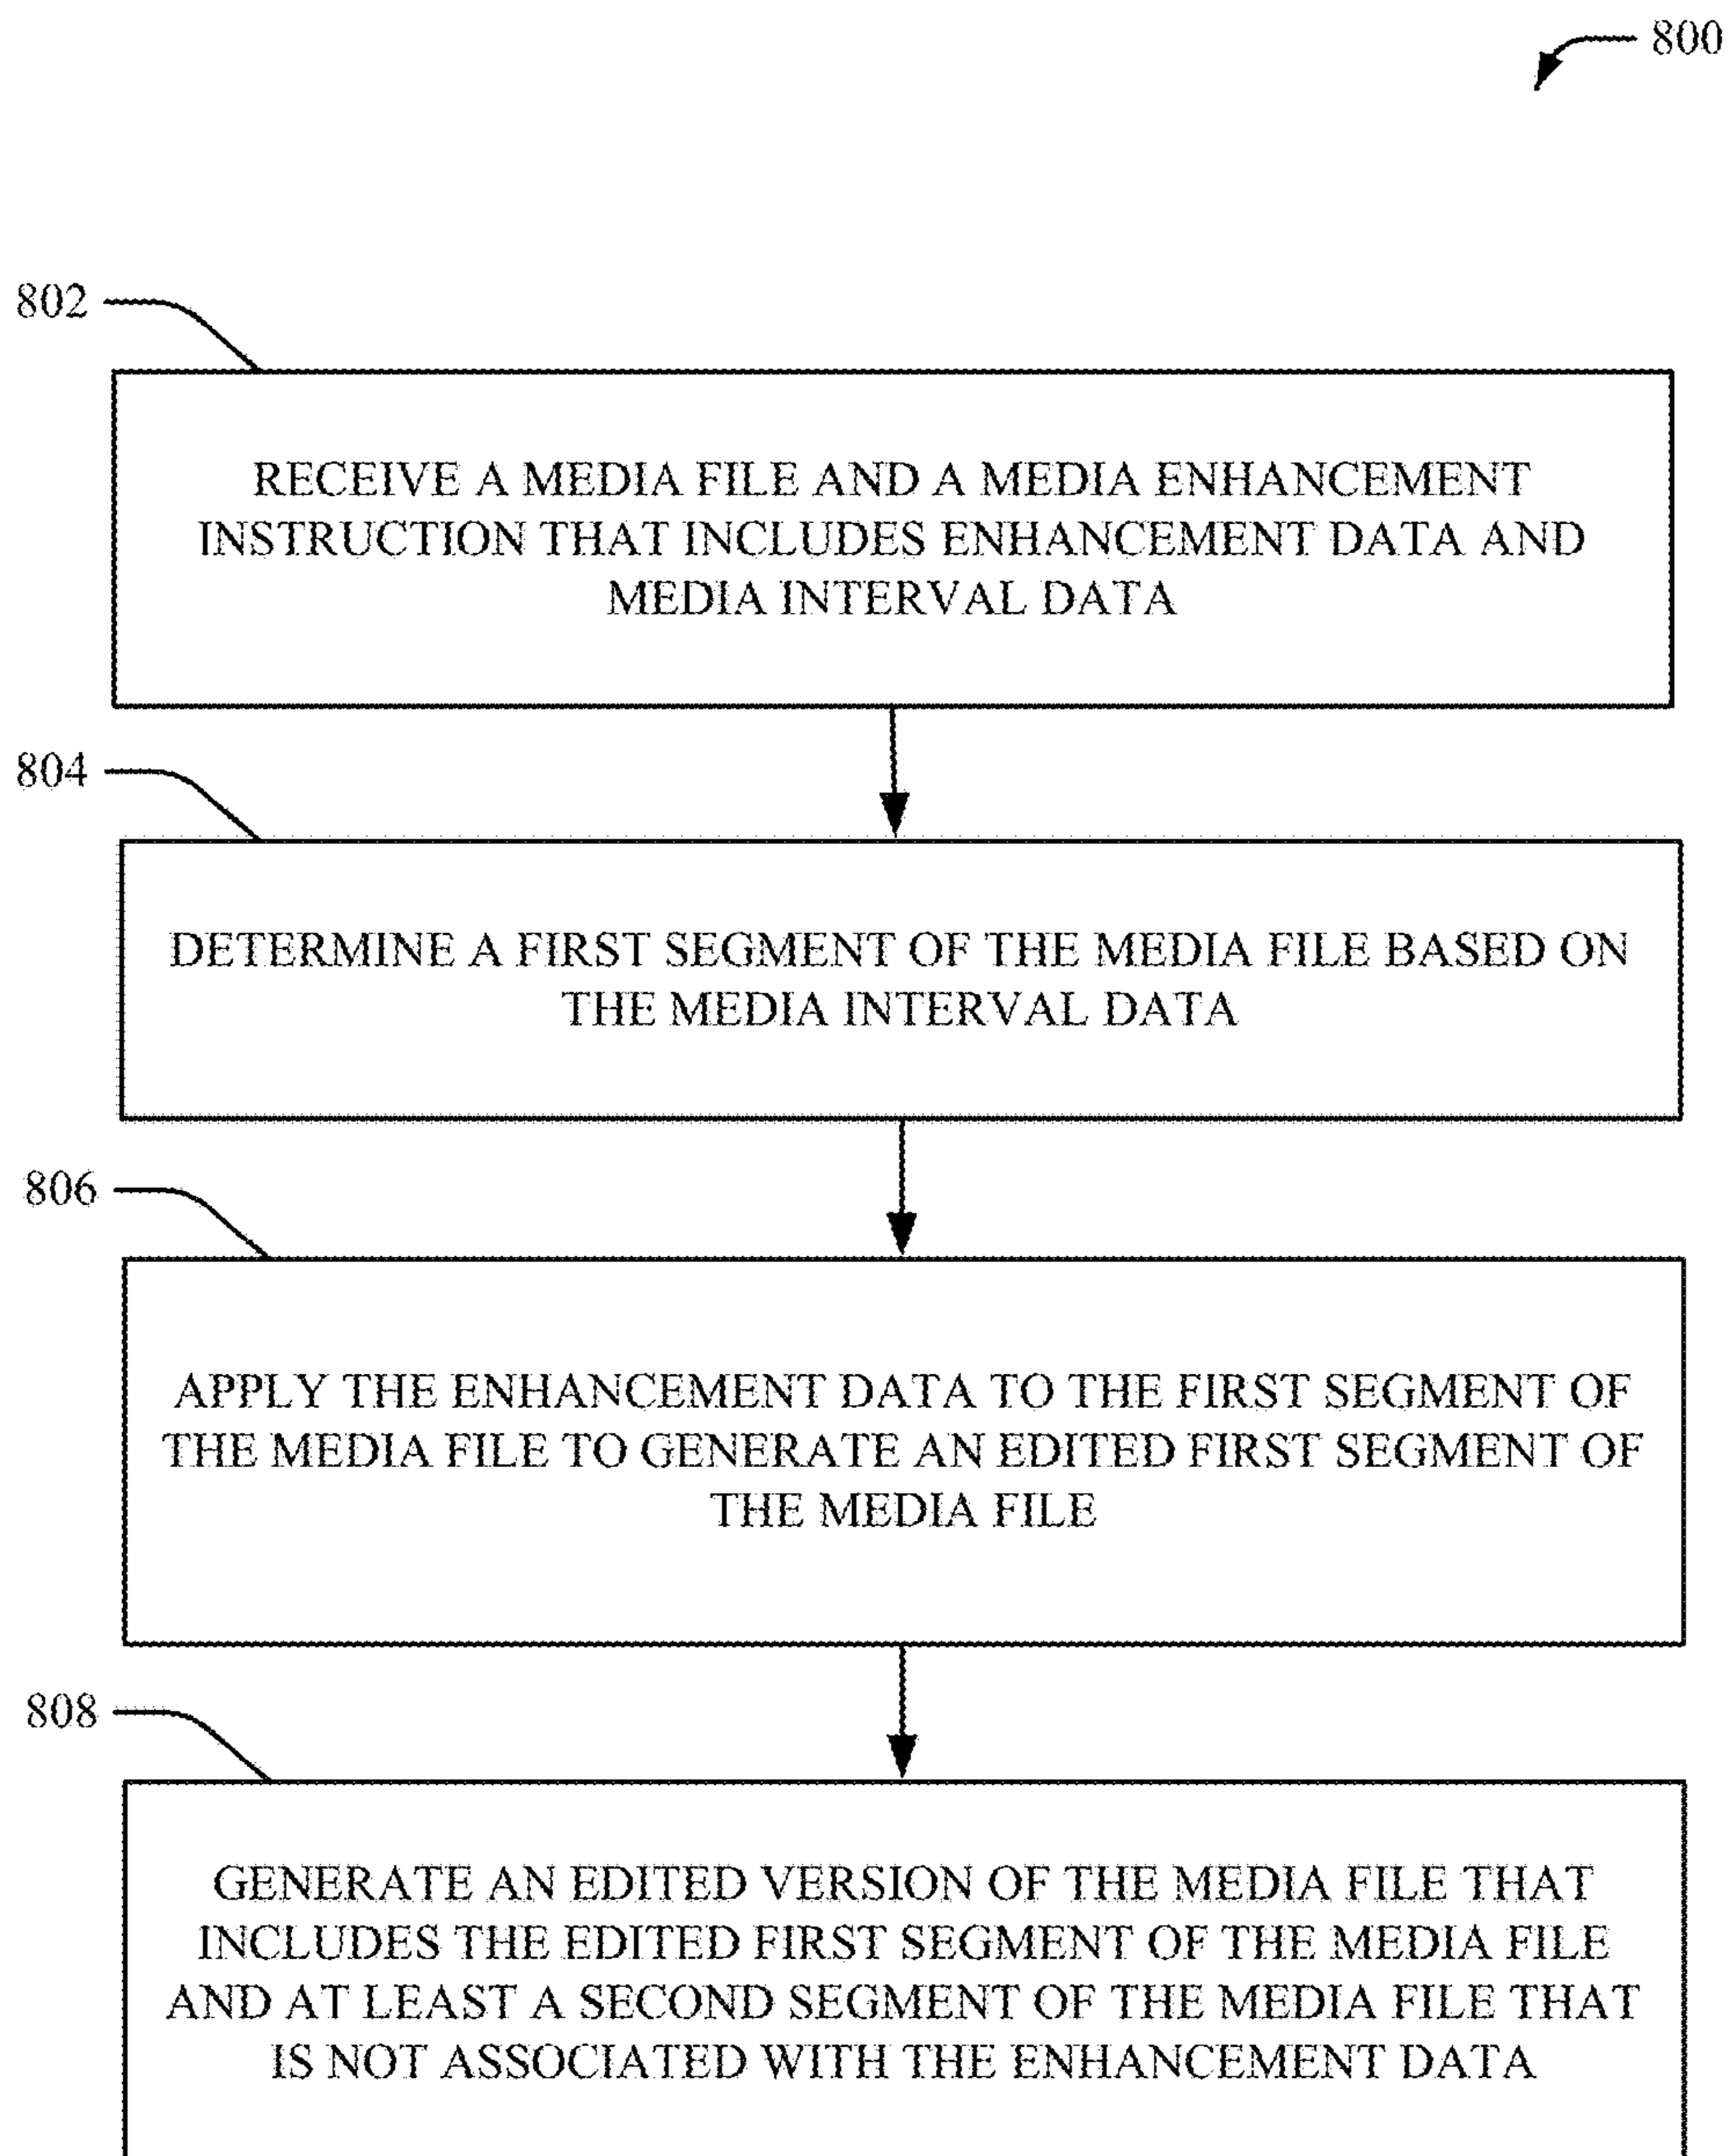 800
802
RECEIVE A MEDIA FILE AND A MEDIA ENHANCEMENT
INSTRUCTION THAT INCLUDES ENHANCEMENT DATA AND
MEDIA INTERVAL DATA
804
DETERMINE A FIRST SEGMENT OF THE MEDIA FILE BASED ON
THE MEDIA INTERVAL DATA
806
APPLY THE ENHANCEMENT DATA TO THE FIRST SEGMENT OF
THE MEDIA FILE TO GENERATE AN EDITED FIRST SEGMENT OF
THE MEDIA FILE
808
GENERATE AN EDITED VERSION OF THE MEDIA FILE THAT
INCLUDES THE EDITED FIRST SEGMENT OF THE MEDIA FILE
AND AT LEAST A SECOND SEGMENT OF THE MEDIA FILE THAT
IS NOT ASSOCIATED WITH THE ENHANCEMENT DATA